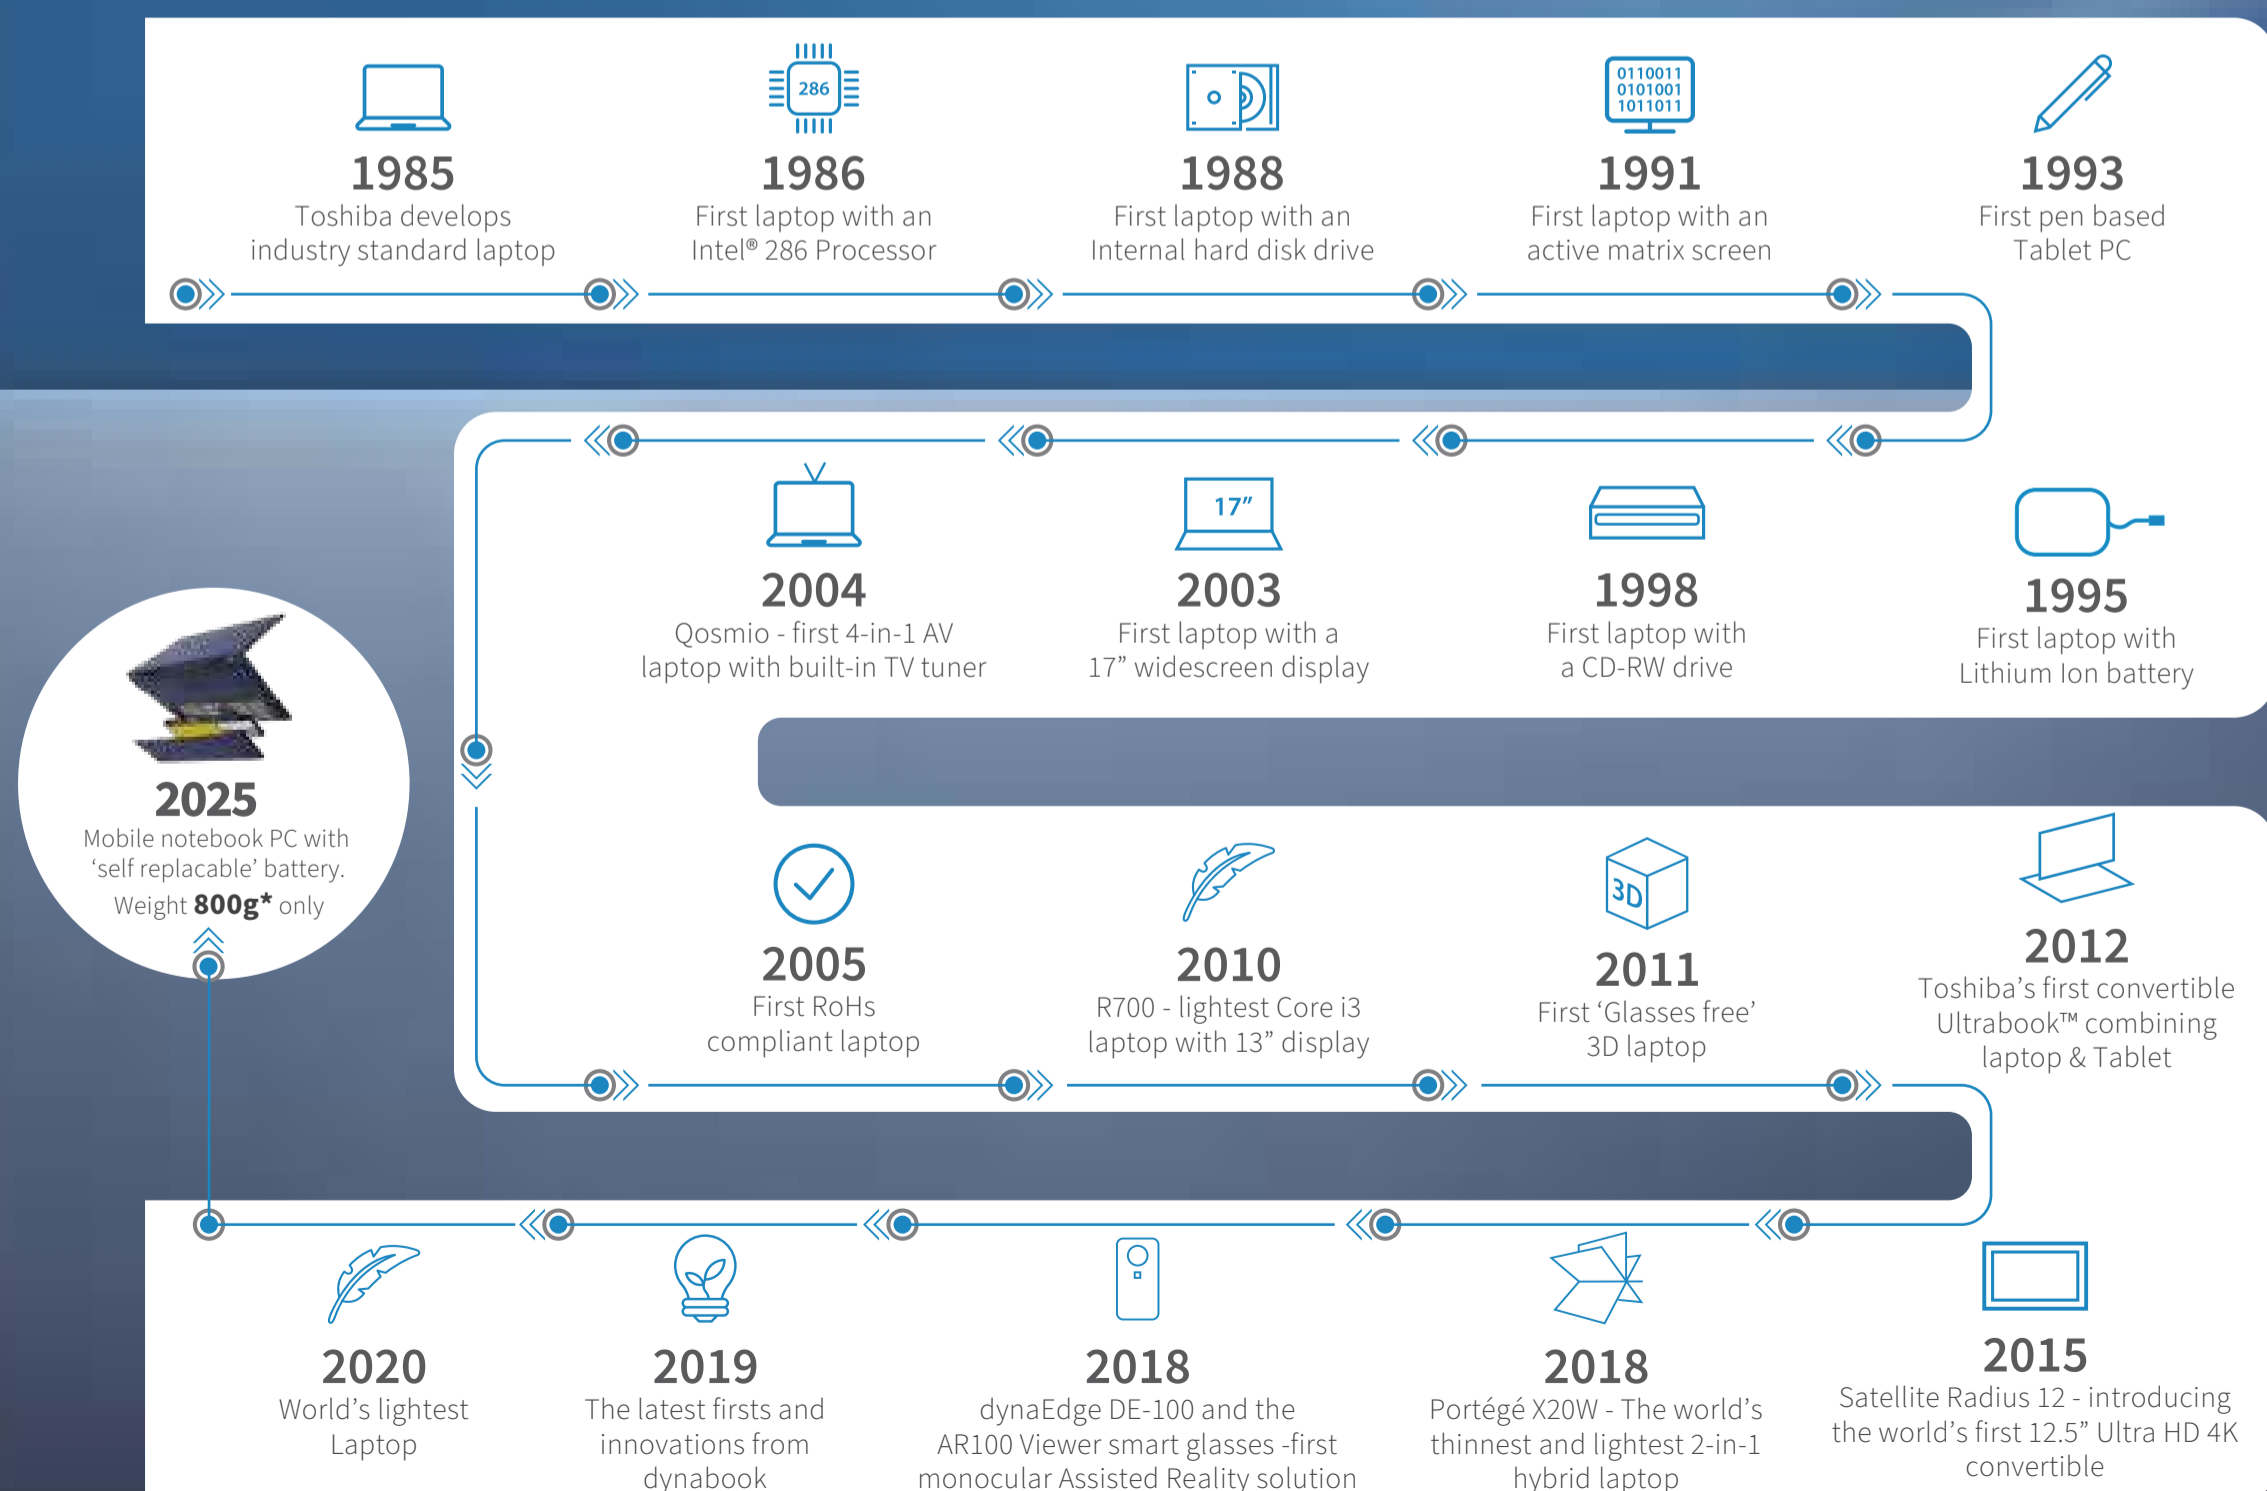 286
0110011
0101001
1011011
1985
Toshiba develops
industry standard laptop
1986
First laptop with an
Intel® 286 Processor
1988
First laptop with an
Internal hard disk drive
1991
First laptop with an
active matrix screen
1993
First pen based
Tablet PC
1995
First laptop with
Lithium Ion battery
1998
First laptop with
a CD-RW drive
17”
2003
First laptop with a
17” widescreen display
2004
Qosmio - first 4-in-1 AV
laptop with built-in TV tuner
2005
First RoHs
compliant laptop
2010
R700 - lightest Core i3
laptop with 13” display
3D
2011
First ‘Glasses free’
3D laptop
2012
Toshiba’s first convertible
Ultrabook™ combining
laptop & Tablet
2015
Satellite Radius 12 - introducing
the world’s first 12.5” Ultra HD 4K
convertible
2018
Portégé X20W - The world’s
thinnest and lightest 2-in-1
hybrid laptop
2018
dynaEdge DE-100 and the
AR100 Viewer smart glasses -first
monocular Assisted Reality solution
2019
The latest firsts and
innovations from
dynabook
2020
World’s lightest
Laptop
2025
Mobile notebook PC with
‘self replacable’ battery.
Weight 800g* only